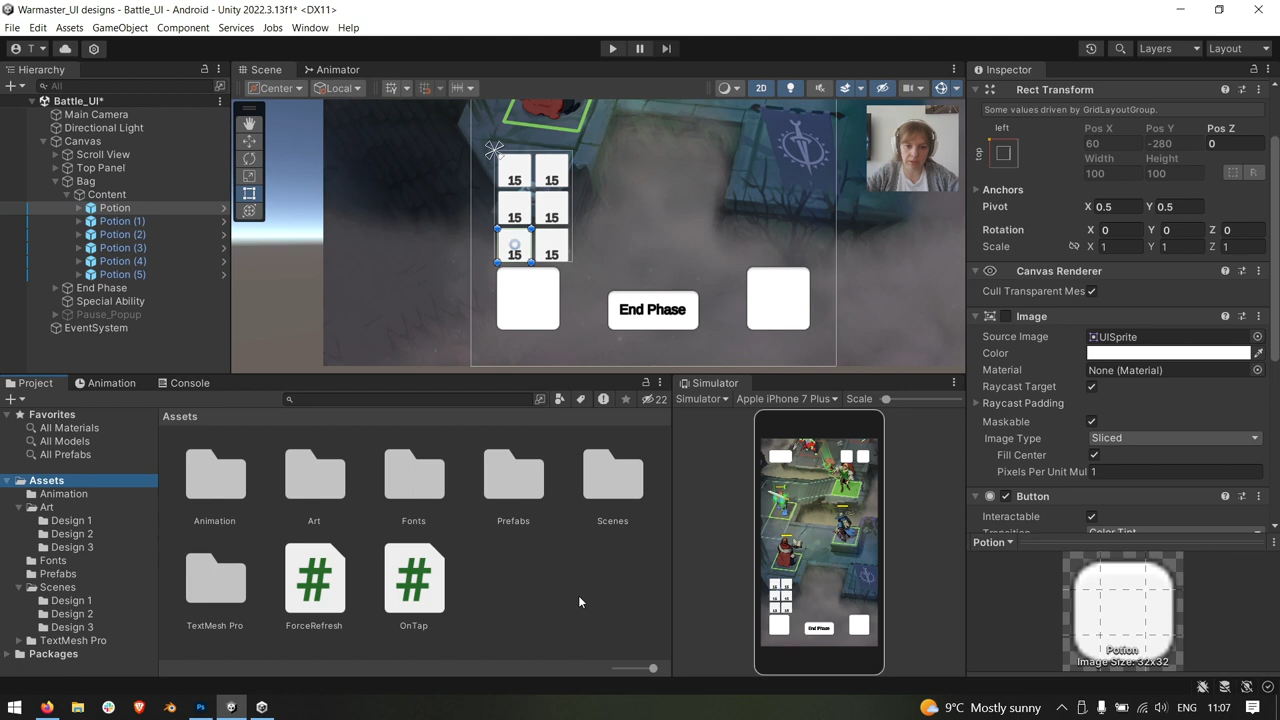 Warmaster_UI designs - Battle_UI - Android - Unity 2022.3.13f1* <DX11>
File Edit Assets GameObject Component Services Jobs Window Help
T Layers Layout
Hierarchy
All
Battle_UI*
Main Camera
Directional Light
Canvas
Scroll View
Top Panel
Bag
Content
Potion
Potion (1)
Potion (2)
Potion (3)
Potion (4)
Potion (5)
End Phase
Special Ability
Pause_Popup
EventSystem
Scene Animator
Center Local 2D
15 15
15 15
15 15
End Phase
Inspector
Rect Transform
Some values driven by GridLayoutGroup.
left
top
Pos X Pos Y Pos Z
60 -280 0
Width Height
100 100 R
Anchors
Pivot X 0.5 Y 0.5
Rotation X 0 Y 0 Z 0
Scale X 1 Y 1 Z 1
Canvas Renderer
Cull Transparent Mes
Image
Source Image UISprite
Color
Material None (Material)
Raycast Target
Raycast Padding
Maskable
Image Type Sliced
Fill Center
Pixels Per Unit Mul 1
Button
Interactable
Transition Color Tint
Potion
Potion
Image Size: 32x32
Project Animation Console
22
Favorites
All Materials
All Models
All Prefabs
Assets
Animation
Art
Design 1
Design 2
Design 3
Fonts
Prefabs
Scenes
Design 1
Design 2
Design 3
TextMesh Pro
Packages
Assets
Animation Art Fonts Prefabs Scenes
TextMesh Pro ForceRefresh OnTap
Simulator
Simulator Apple iPhone 7 Plus Scale
End Phase
9°C Mostly sunny ENG 11:07